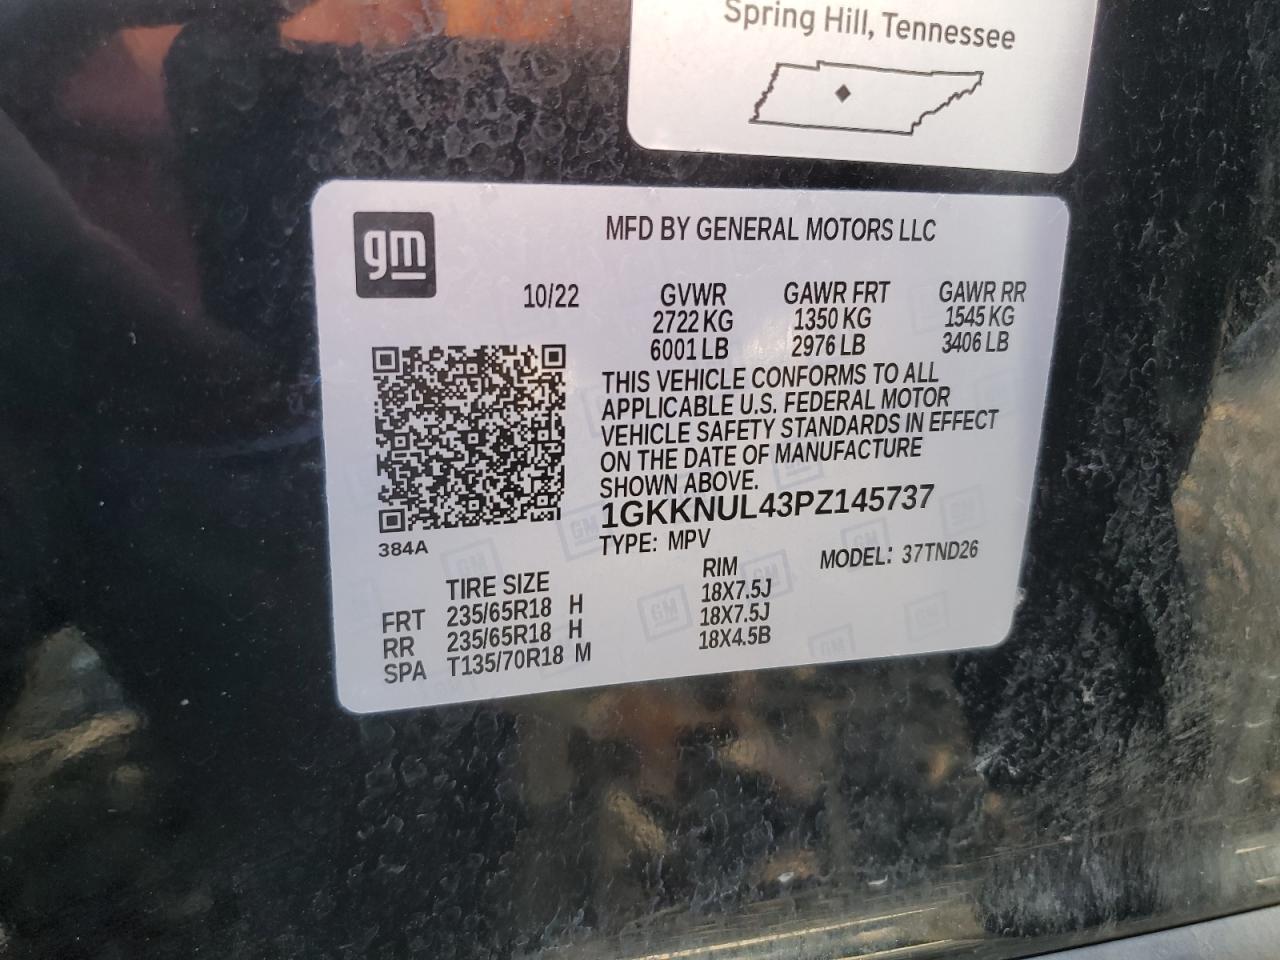 Spring Hill, Tennessee
gm
MFD BY GENERAL MOTORS LLC
10/22 GVWR GAWR FRT GAWR RR
2722 KG 1350 KG 1545 KG
6001 LB 2976 LB 3406 LB
THIS VEHICLE CONFORMS TO ALL
APPLICABLE U.S. FEDERAL MOTOR
VEHICLE SAFETY STANDARDS IN EFFECT
ON THE DATE OF MANUFACTURE
SHOWN ABOVE.
1GKKNUL43PZ145737
384A TYPE: MPV MODEL: 37TND26
TIRE SIZE RIM
FRT 235/65R18 H 18X7.5J
RR 235/65R18 H 18X7.5J
SPA T135/70R18 M 18X4.5B